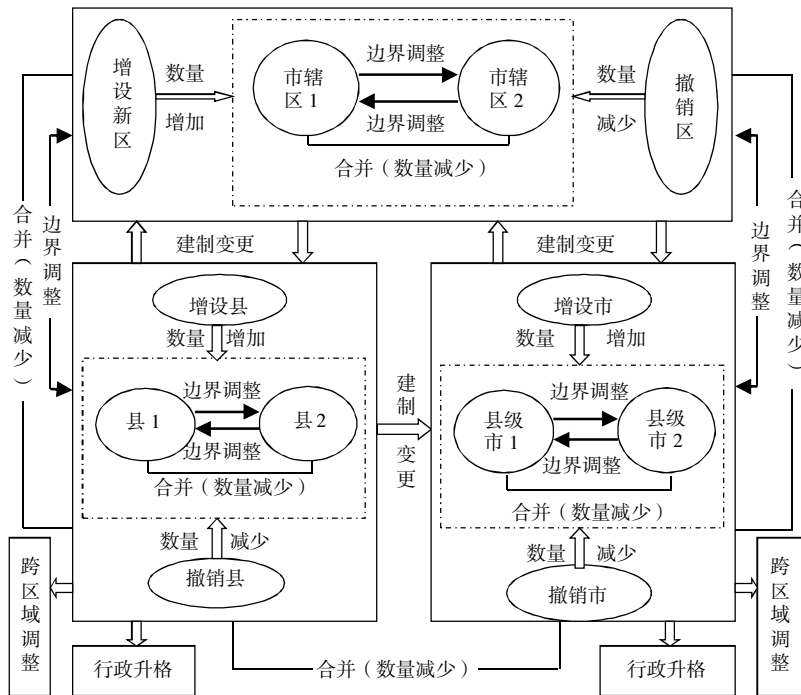 增设新区
数量
增加
市辖区 1
边界调整
边界调整
市辖区 2
合并（数量减少）
数量
减少
撤销区
合并（数量减少）
边界调整
建制变更
建制变更
边界调整
合并（数量减少）
增设县
数量 增加
县 1
边界调整
边界调整
县 2
合并（数量减少）
数量 减少
撤销县
建制变更
增设市
数量 增加
县级市 1
边界调整
边界调整
县级市 2
合并（数量减少）
数量 减少
撤销市
跨区域调整
行政升格
合并（数量减少）
行政升格
跨区域调整